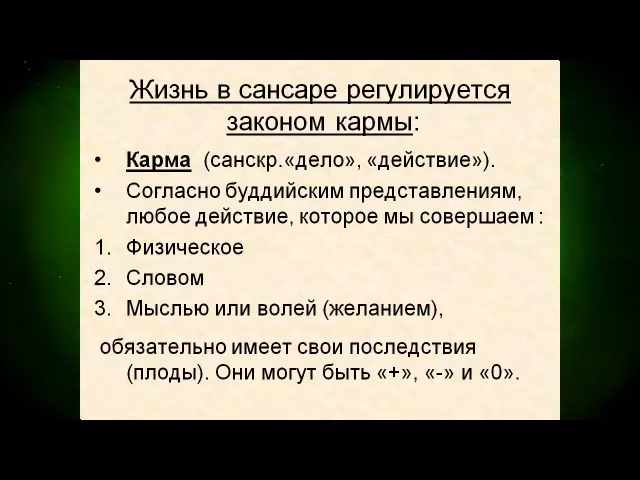 Жизнь в сансаре регулируется
законом кармы:
• Карма (санскр.«дело», «действие»).
• Согласно буддийским представлениям,
любое действие, которое мы совершаем :
1. Физическое
2. Словом
3. Мыслью или волей (желанием),
обязательно имеет свои последствия
(плоды). Они могут быть «+», «-» и «0».